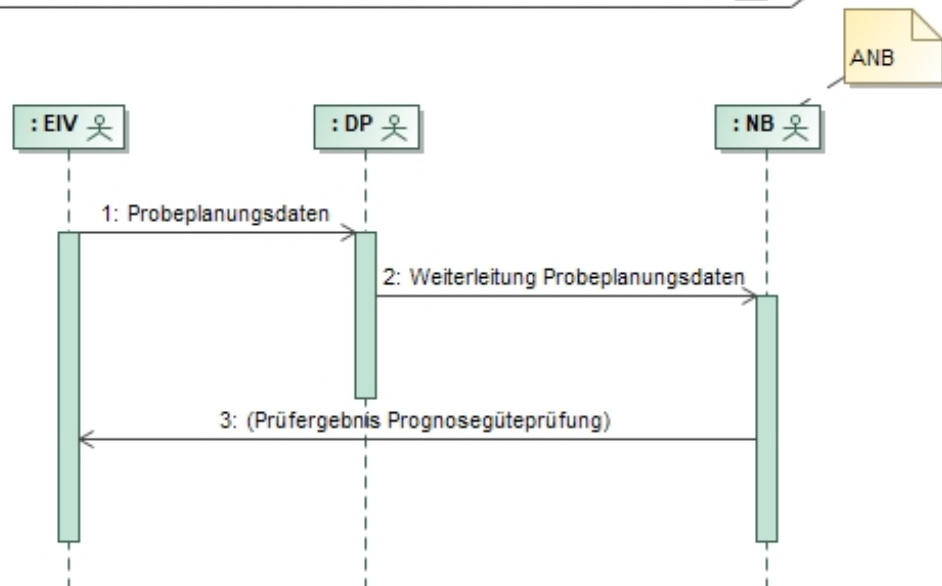 ANB
: EIV
: DP
: NB
1: Probeplanungsdaten
2: Weiterleitung Probeplanungsdaten
3: (Prüfergebnis Prognosegüteprüfung)